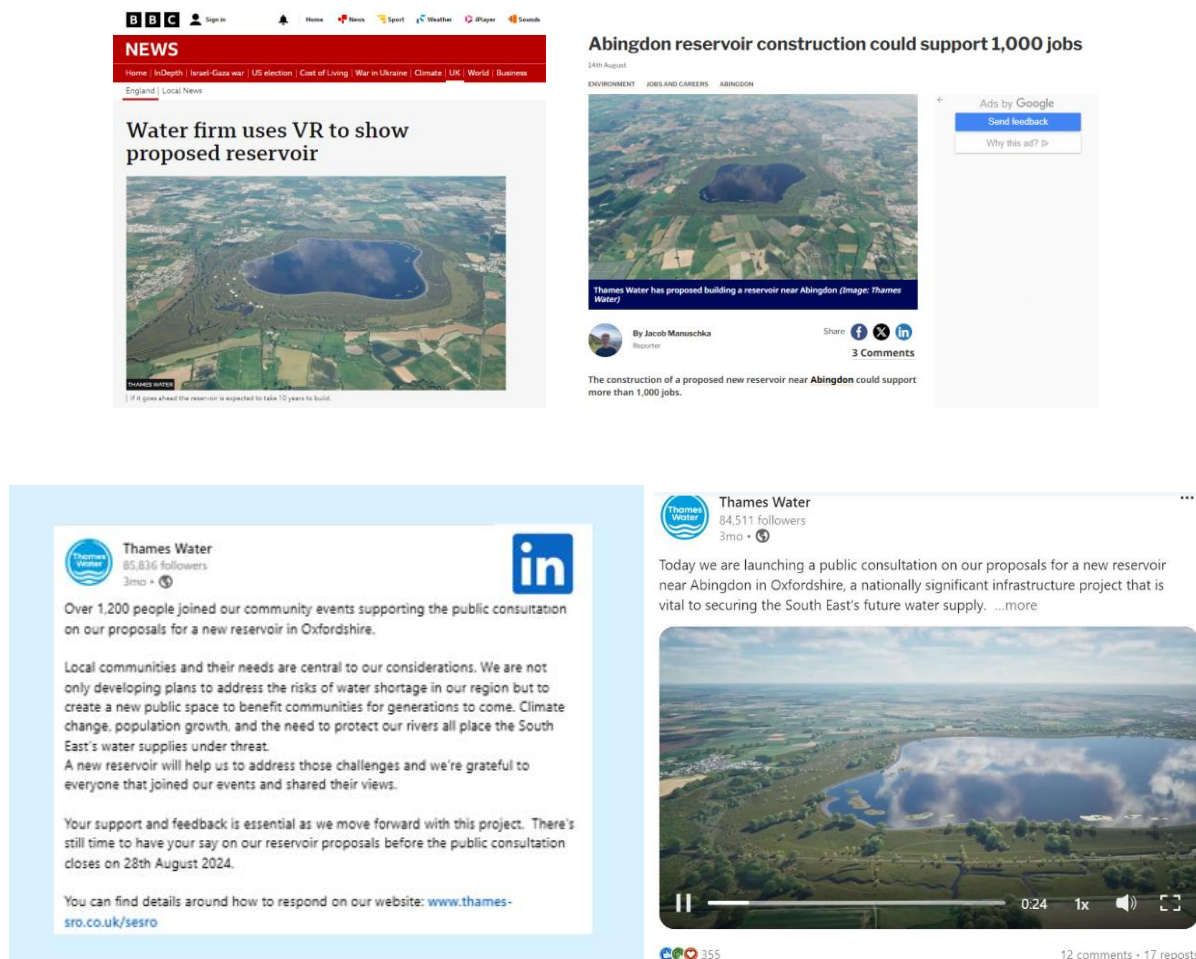 BBC Sign in Home News Sport Weather iPlayer Sounds
NEWS
Home | InDepth | Israel-Gaza war | US election | Cost of Living | War in Ukraine | Climate | UK | World | Business
England | Local News
Water firm uses VR to show
proposed reservoir
THAMES WATER
If it goes ahead the reservoir is expected to take 10 years to build.
Abingdon reservoir construction could support 1,000 jobs
14th August
ENVIRONMENT JOBS AND CAREERS ABINGDON
Thames Water has proposed building a reservoir near Abingdon (Image: Thames
Water)
By Jacob Manuschka
Reporter
Share
3 Comments
The construction of a proposed new reservoir near Abingdon could support
more than 1,000 jobs.
Ads by Google
Send feedback
Why this ad?
Thames Water
Thames Water
85,836 followers
3mo •
in
Over 1,200 people joined our community events supporting the public consultation
on our proposals for a new reservoir in Oxfordshire.
Local communities and their needs are central to our considerations. We are not
only developing plans to address the risks of water shortage in our region but to
create a new public space to benefit communities for generations to come. Climate
change, population growth, and the need to protect our rivers all place the South
East's water supplies under threat.
A new reservoir will help us to address those challenges and we're grateful to
everyone that joined our events and shared their views.
Your support and feedback is essential as we move forward with this project. There's
still time to have your say on our reservoir proposals before the public consultation
closes on 28th August 2024.
You can find details around how to respond on our website: www.thames-
sro.co.uk/sesro
Thames Water
Thames Water
84,511 followers
3mo •
Today we are launching a public consultation on our proposals for a new reservoir
near Abingdon in Oxfordshire, a nationally significant infrastructure project that is
vital to securing the South East's future water supply. ...more
0:24 1x
355
12 comments • 17 reposts